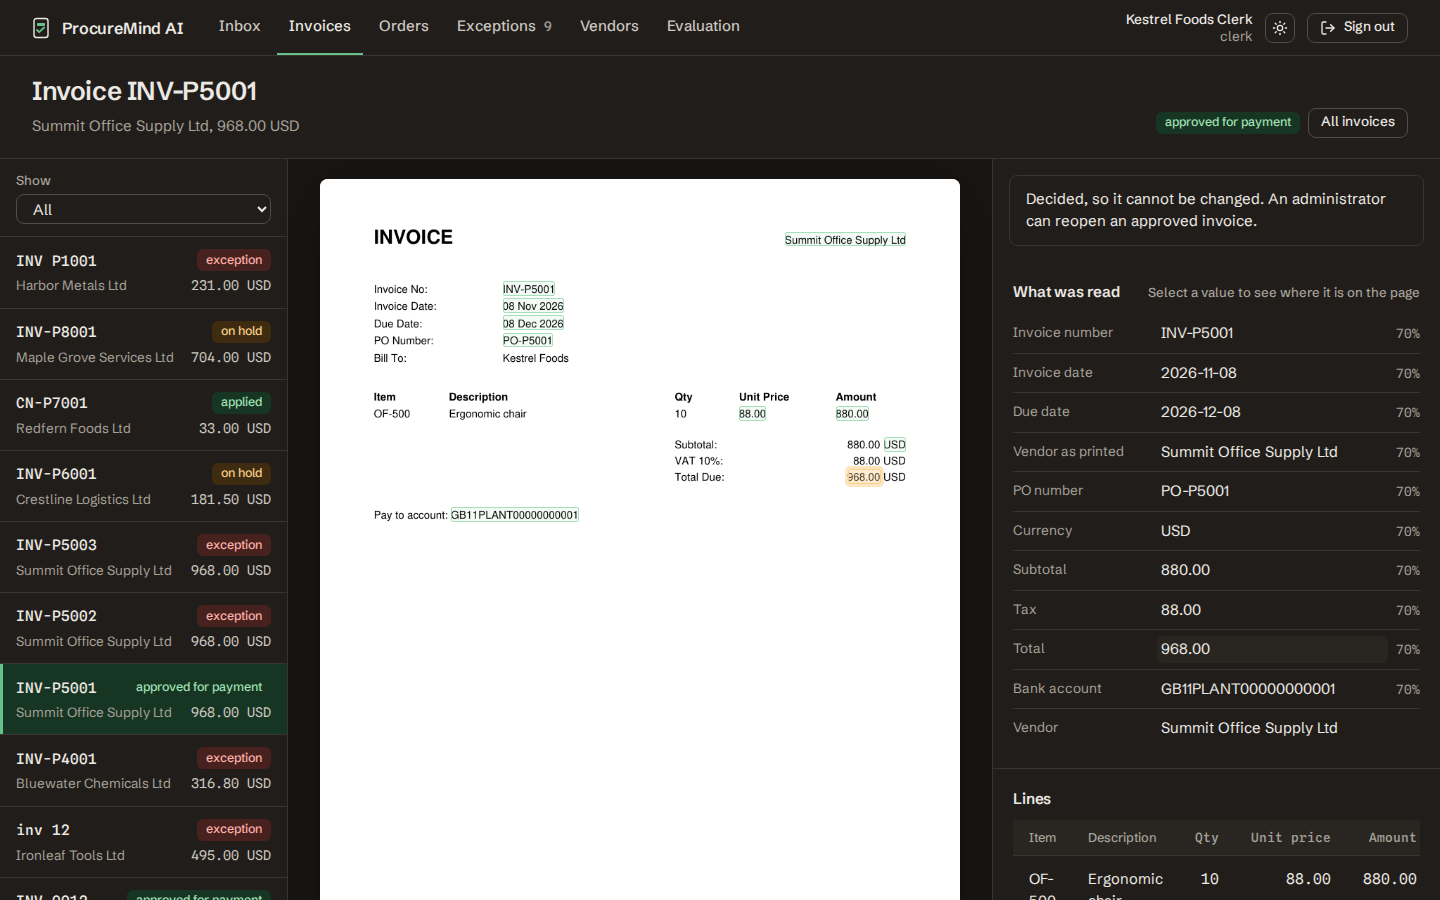 ProcureMind AI
Inbox
Invoices
Orders
Exceptions 9
Vendors
Evaluation
Kestrel Foods Clerk
clerk
Sign out
Invoice INV-P5001
Summit Office Supply Ltd, 968.00 USD
approved for payment
All invoices
Show
All
INV P1001 exception
Harbor Metals Ltd 231.00 USD
INV-P8001 on hold
Maple Grove Services Ltd 704.00 USD
CN-P7001 applied
Redfern Foods Ltd 33.00 USD
INV-P6001 on hold
Crestline Logistics Ltd 181.50 USD
INV-P5003 exception
Summit Office Supply Ltd 968.00 USD
INV-P5002 exception
Summit Office Supply Ltd 968.00 USD
INV-P5001 approved for payment
Summit Office Supply Ltd 968.00 USD
INV-P4001 exception
Bluewater Chemicals Ltd 316.80 USD
inv 12 exception
Ironleaf Tools Ltd 495.00 USD
approved for payment
INVOICE
Summit Office Supply Ltd
Invoice No: INV-P5001
Invoice Date: 08 Nov 2026
Due Date: 08 Dec 2026
PO Number: PO-P5001
Bill To: Kestrel Foods
Item Description Qty Unit Price Amount
OF-500 Ergonomic chair 10 88.00 880.00
Subtotal: 880.00 USD
VAT 10%: 88.00 USD
Total Due: 968.00 USD
Pay to account: GB11PLANT00000000001
Decided, so it cannot be changed. An administrator
can reopen an approved invoice.
What was read Select a value to see where it is on the page
Invoice number INV-P5001 70%
Invoice date 2026-11-08 70%
Due date 2026-12-08 70%
Vendor as printed Summit Office Supply Ltd 70%
PO number PO-P5001 70%
Currency USD 70%
Subtotal 880.00 70%
Tax 88.00 70%
Total 968.00 70%
Bank account GB11PLANT00000000001 70%
Vendor Summit Office Supply Ltd
Lines
Item Description Qty Unit price Amount
OF- Ergonomic 10 88.00 880.00
500 chair